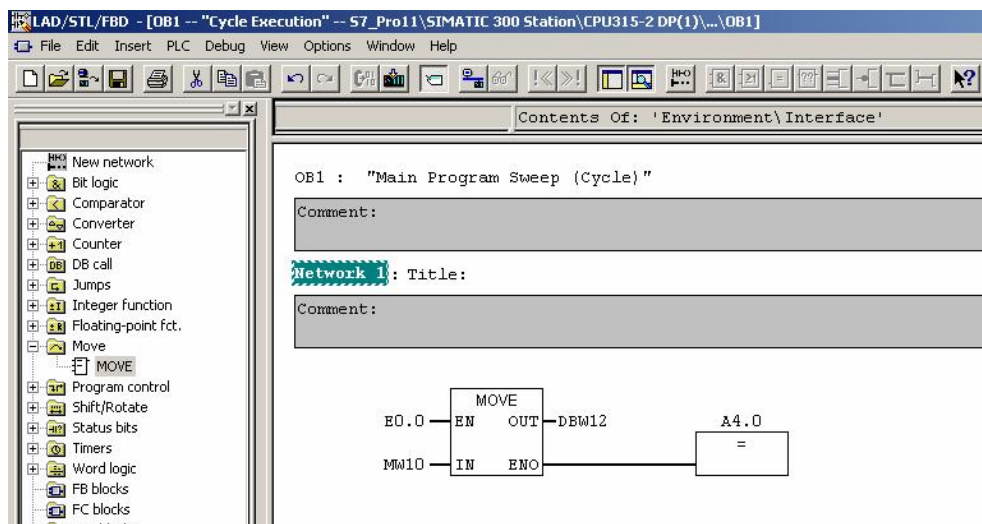 LAD/STL/FBD - [OB1 -- "Cycle Execution" -- S7_Pro11\SIMATIC 300 Station\CPU315-2 DP(1)\...\OB1]
File Edit Insert PLC Debug View Options Window Help
Contents Of: 'Environment\Interface'
New network
Bit logic
Comparator
Converter
Counter
DB call
Jumps
Integer function
Floating-point fct.
Move
MOVE
Program control
Shift/Rotate
Status bits
Timers
Word logic
FB blocks
FC blocks
OB1 : "Main Program Sweep (Cycle)"
Comment:
Network 1: Title:
Comment:
MOVE
E0.0 EN OUT DBW12 A4.0
=
MW10 IN ENO